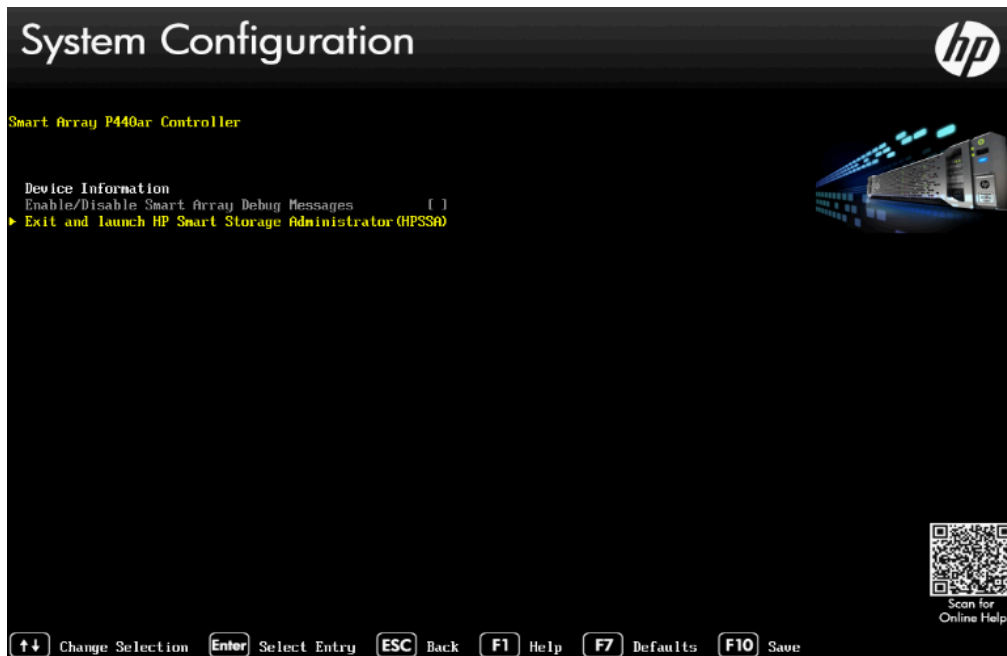 System Configuration
hp
Smart Array P440ar Controller
Device Information
Enable/Disable Smart Array Debug Messages [ ]
Exit and launch HP Smart Storage Administrator(HPSSA)
Scan for
Online Help
↑↓ Change Selection Enter Select Entry ESC Back F1 Help F7 Defaults F10 Save